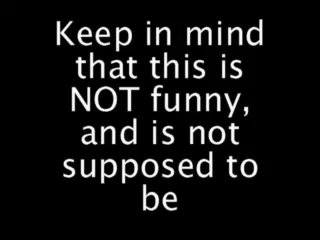 Keep in mind
that this is
NOT funny,
and is not
supposed to
be